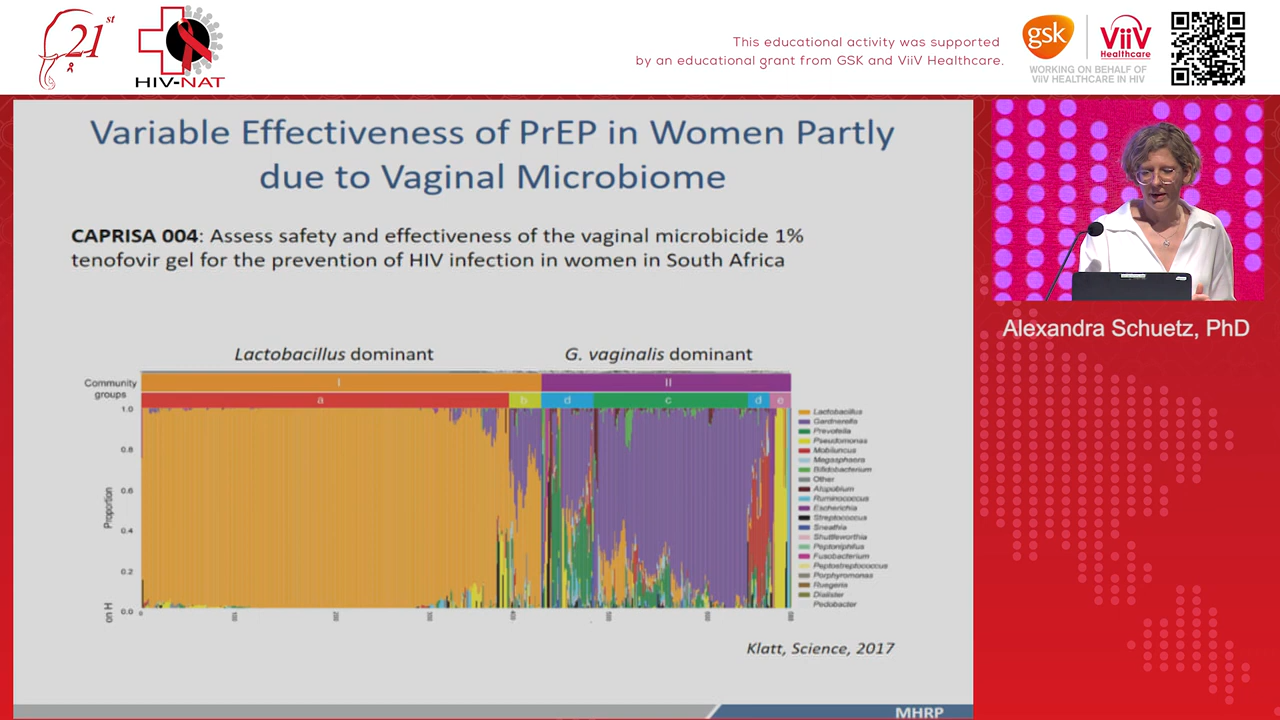 21st
HIV-NAT
This educational activity was supported
by an educational grant from GSK and ViiV Healthcare.
gsk
ViiV
Healthcare
WORKING ON BEHALF OF
ViiV HEALTHCARE IN HIV
Variable Effectiveness of PrEP in Women Partly
due to Vaginal Microbiome
CAPRISA 004: Assess safety and effectiveness of the vaginal microbicide 1%
tenofovir gel for the prevention of HIV infection in women in South Africa
Lactobacillus dominant
G. vaginalis dominant
Community
groups
I
II
a
b
d
c
d
e
1.0
0.8
0.6
0.4
0.2
0.0
Proportion
on H
Lactobacillus
Gardnerella
Prevotella
Pseudomonas
Mobiluncus
Megasphaera
Bifidobacterium
Other
Atopobium
Ruminococcus
Escherichia
Streptococcus
Sneathia
Shuttleworthia
Peptoniphilus
Fusobacterium
Peptostreptococcus
Porphyromonas
Ruegeria
Dialister
Pedobacter
Klatt, Science, 2017
MHRP
Alexandra Schuetz, PhD